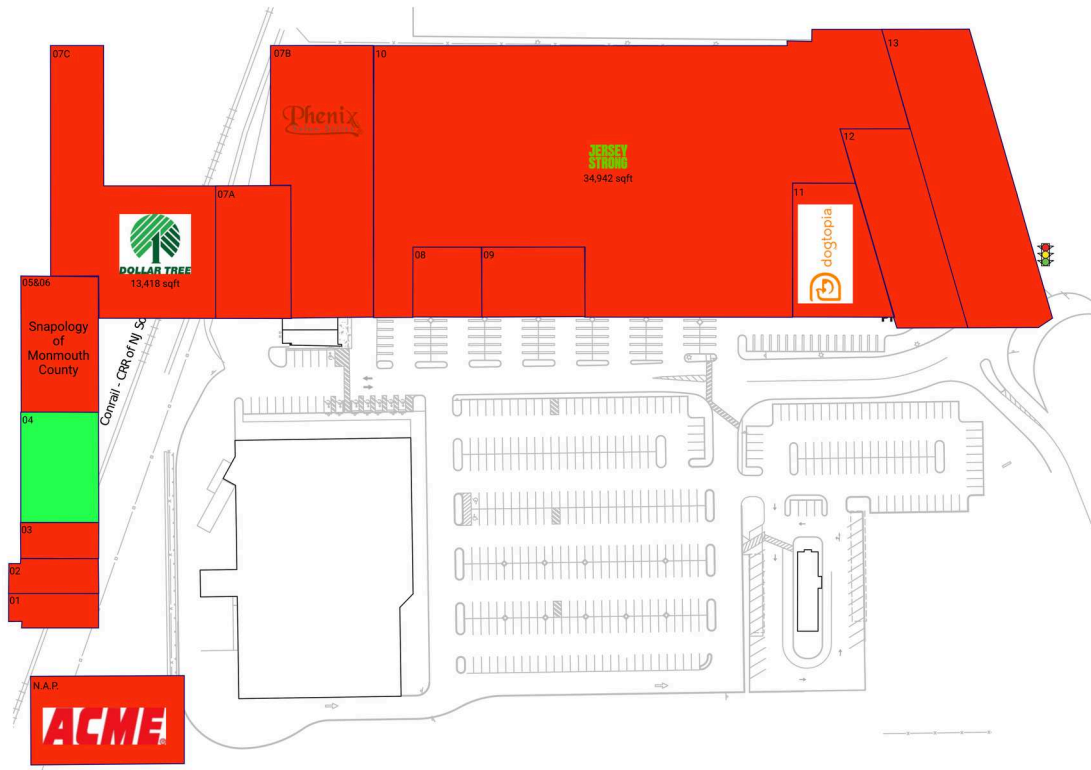 07C
07B
10
13
Phenix
JERSEY
STRONG
34,942 sqft
12
07A
11
dogtopia
DOLLAR TREE
13,418 sqft
08
09
05&06
Snapology
of
Monmouth
County
Conrail - CRR of NJ So
04
03
02
01
N.A.P.
ACME